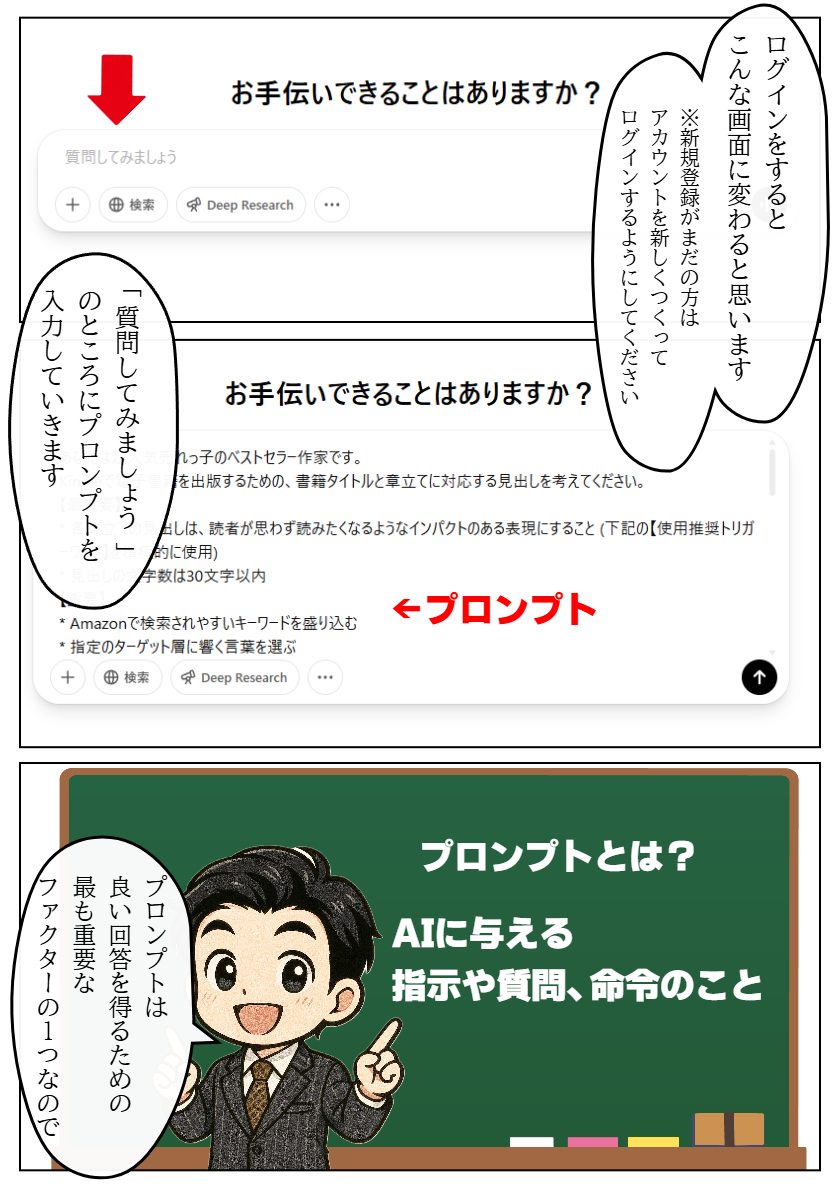 ログインをすると
こんな画面に変わると思います
※新規登録がまだの方は
アカウントを新しくつくって
ログインするようにしてください
お手伝いできることはありますか？
質問してみましょう
検索
Deep Research
「質問してみましょう」
のところにプロンプトを
入力していきます
お手伝いできることはありますか？
れっ子のベストセラー作家です。
を出版するための、書籍タイトルと章立てに対応する見出しを考えてください。
見出しは、読者が思わず読みたくなるようなインパクトのある表現にすること (下記の【使用推奨トリガ
的に使用)
* 見出しの文字数は30文字以内
* Amazonで検索されやすいキーワードを盛り込む
* 指定のターゲット層に響く言葉を選ぶ
←プロンプト
検索
Deep Research
プロンプトとは？
AIに与える
指示や質問、命令のこと
プロンプトは
良い回答を得るための
最も重要な
ファクターの1つなので